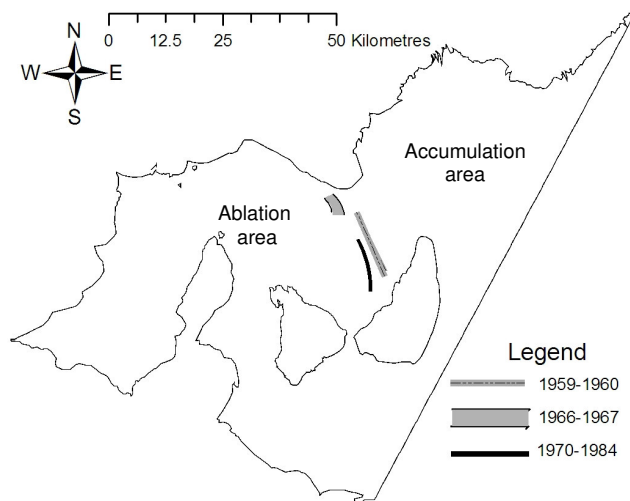 N
W E
S
0 12.5 25 50 Kilometres
Accumulation
area
Ablation
area
Legend
1959-1960
1966-1967
1970-1984